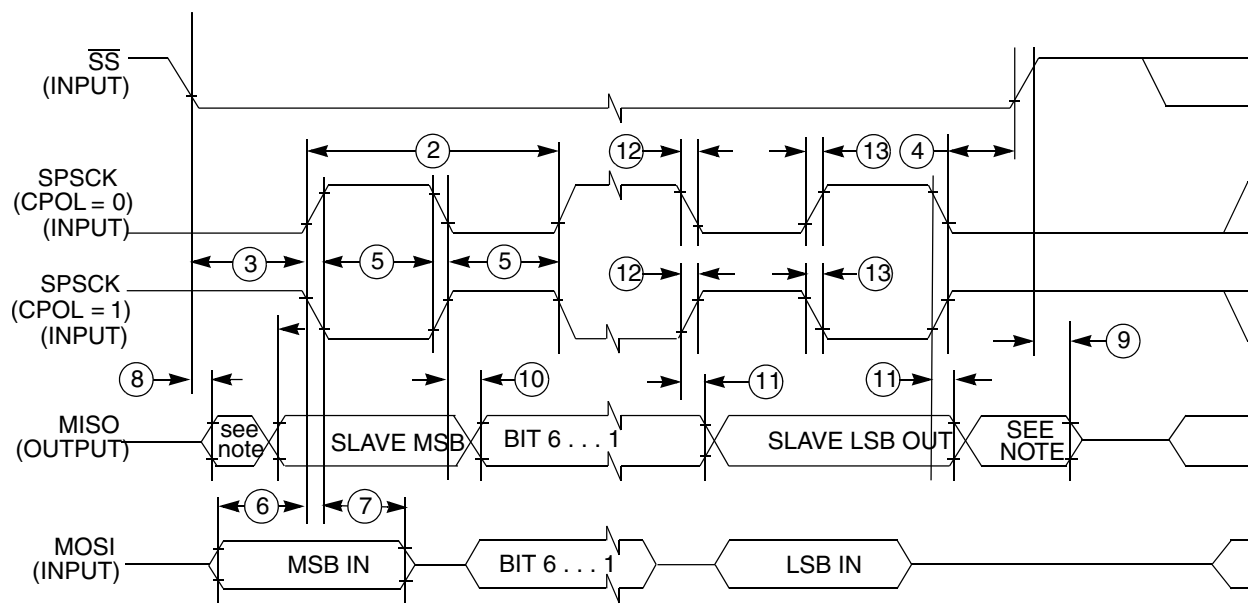 SS
(INPUT)
2
12
13
4
SPSCK
(CPOL = 0)
(INPUT)
3
5
5
12
13
SPSCK
(CPOL = 1)
(INPUT)
9
8
10
11
11
MISO
(OUTPUT)
see
note
SLAVE MSB
BIT 6 . . . 1
SLAVE LSB OUT
SEE
NOTE
6
7
MOSI
(INPUT)
MSB IN
BIT 6 . . . 1
LSB IN